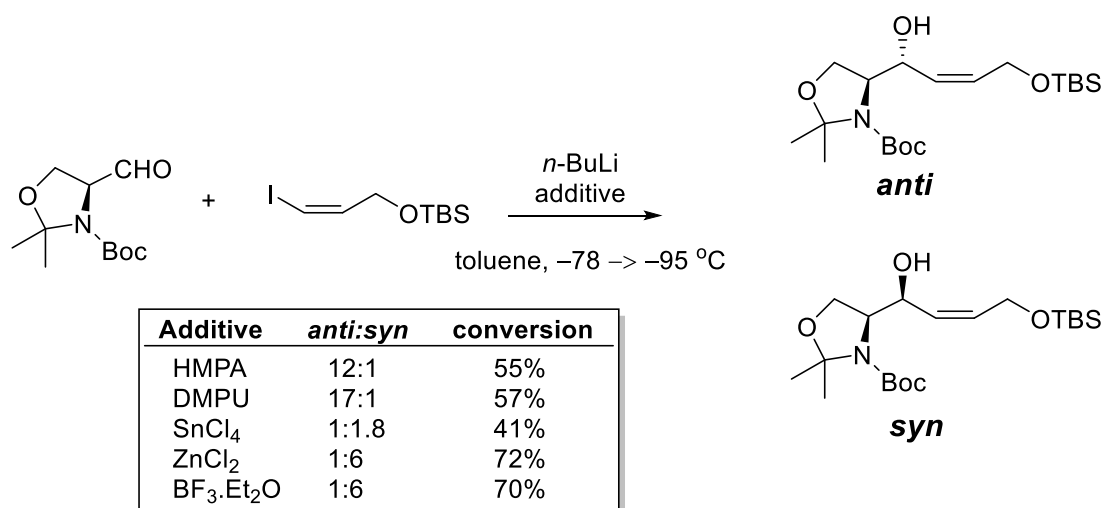 OH
O
N
OTBS
Boc
anti
CHO
O
N
Boc
+
I
OTBS
n-BuLi
additive
toluene, –78 –> –95 °C
OH
O
N
OTBS
Boc
syn
Additive anti:syn conversion
HMPA 12:1 55%
DMPU 17:1 57%
SnCl4 1:1.8 41%
ZnCl2 1:6 72%
BF3.Et2O 1:6 70%